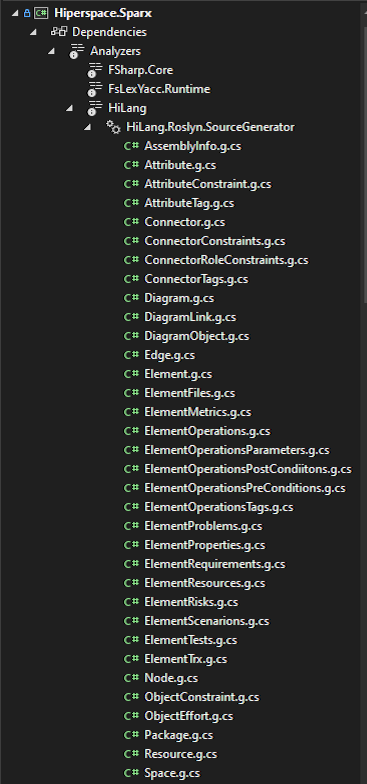 Hiperspace.Sparx
Dependencies
Analyzers
FSharp.Core
FsLexYacc.Runtime
HiLang
HiLang.Roslyn.SourceGenerator
C# AssemblyInfo.g.cs
C# Attribute.g.cs
C# AttributeConstraint.g.cs
C# AttributeTag.g.cs
C# Connector.g.cs
C# ConnectorConstraints.g.cs
C# ConnectorRoleConstraints.g.cs
C# ConnectorTags.g.cs
C# Diagram.g.cs
C# DiagramLink.g.cs
C# DiagramObject.g.cs
C# Edge.g.cs
C# Element.g.cs
C# ElementFiles.g.cs
C# ElementMetrics.g.cs
C# ElementOperations.g.cs
C# ElementOperationsParameters.g.cs
C# ElementOperationsPostCondiitons.g.cs
C# ElementOperationsPreConditions.g.cs
C# ElementOperationsTags.g.cs
C# ElementProblems.g.cs
C# ElementProperties.g.cs
C# ElementRequirements.g.cs
C# ElementResources.g.cs
C# ElementRisks.g.cs
C# ElementScenarions.g.cs
C# ElementTests.g.cs
C# ElementTrx.g.cs
C# Node.g.cs
C# ObjectConstraint.g.cs
C# ObjectEffort.g.cs
C# Package.g.cs
C# Resource.g.cs
C# Space.g.cs